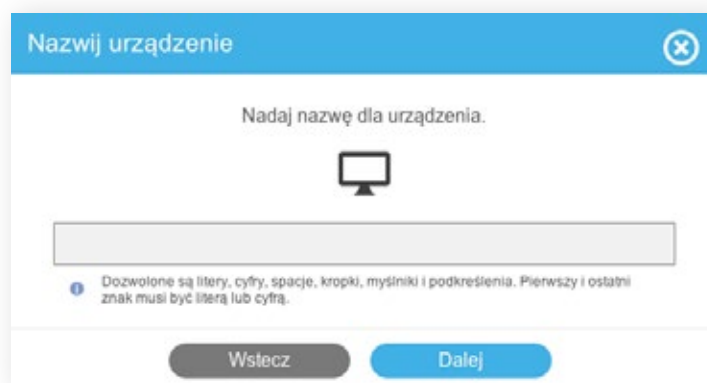 Nazwij urządzenie
Nadaj nazwę dla urządzenia.
Dozwolone są litery, cyfry, spacje, kropki, myślniki i podkreślenia. Pierwszy i ostatni
znak musi być literą lub cyfrą.
Wstecz
Dalej